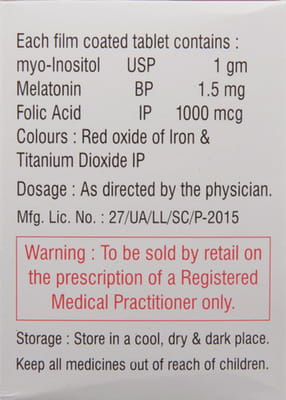 Each film coated tablet contains :
myo-Inositol USP 1 gm
Melatonin BP 1.5 mg
Folic Acid IP 1000 mcg
Colours : Red oxide of Iron &
Titanium Dioxide IP
Dosage : As directed by the physician.
Mfg. Lic. No. : 27/UA/LL/SC/P-2015
Warning : To be sold by retail on
the prescription of a Registered
Medical Practitioner only.
Storage : Store in a cool, dry & dark place.
Keep all medicines out of reach of children.